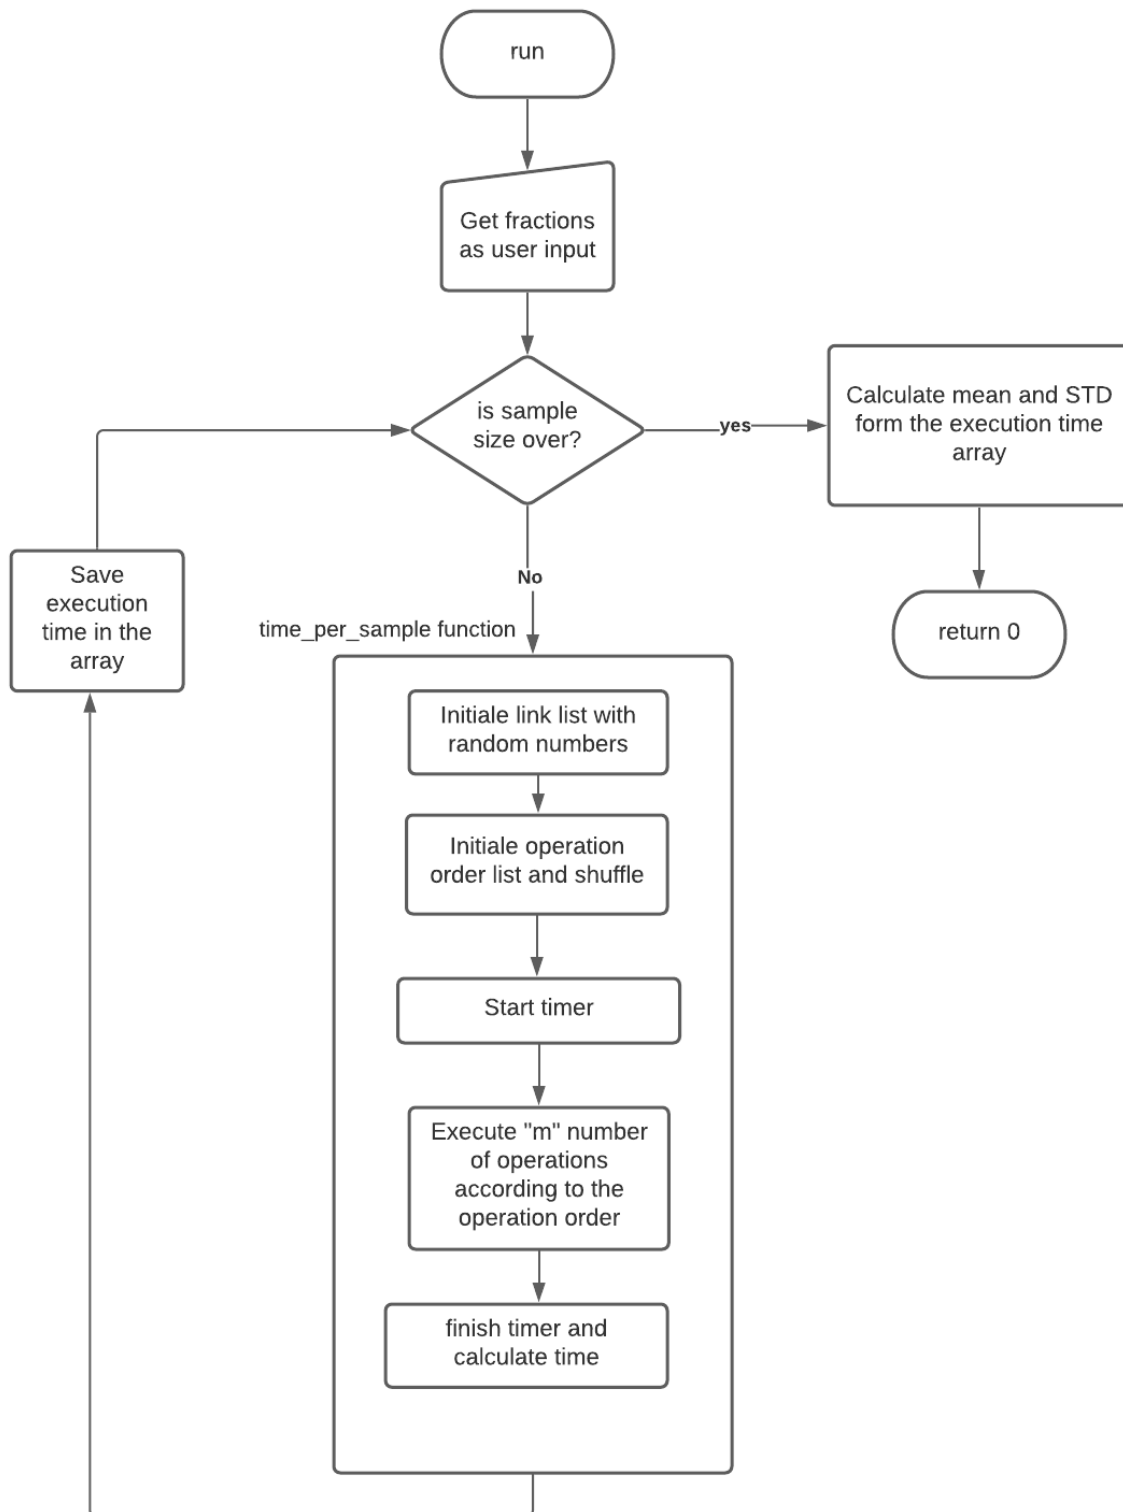 run
Get fractions
as user input
is sample
size over?
yes
Calculate mean and STD
form the execution time
array
return 0
No
Save
execution
time in the
array
time_per_sample function
Initiale link list with
random numbers
Initiale operation
order list and shuffle
Start timer
Execute "m" number
of operations
according to the
operation order
finish timer and
calculate time